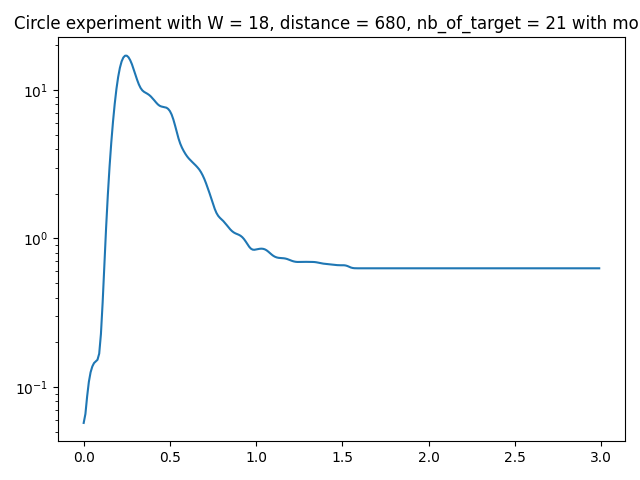 Circle experiment with W = 18, distance = 680, nb_of_target = 21 with mo
10¹
10⁰
10⁻¹
0.0 0.5 1.0 1.5 2.0 2.5 3.0